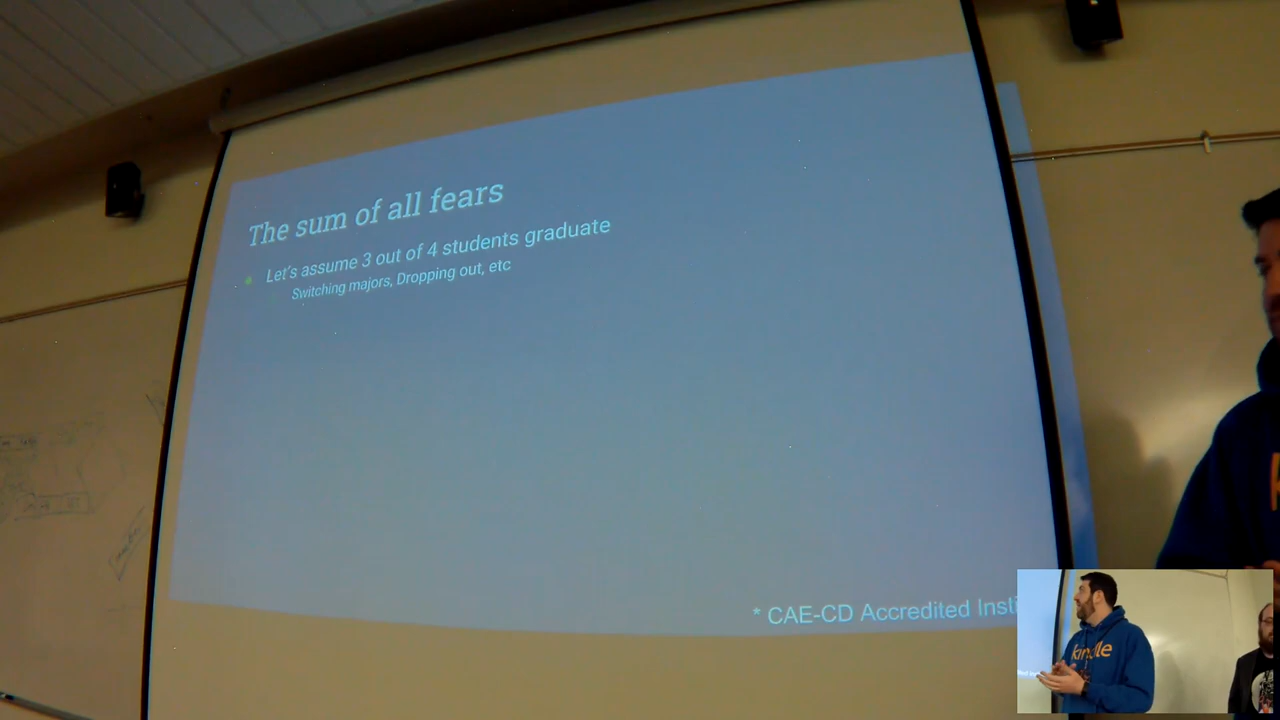 The sum of all fears
Let's assume 3 out of 4 students graduate
Switching majors, Dropping out, etc
* CAE-CD Accredited Insti
kindle